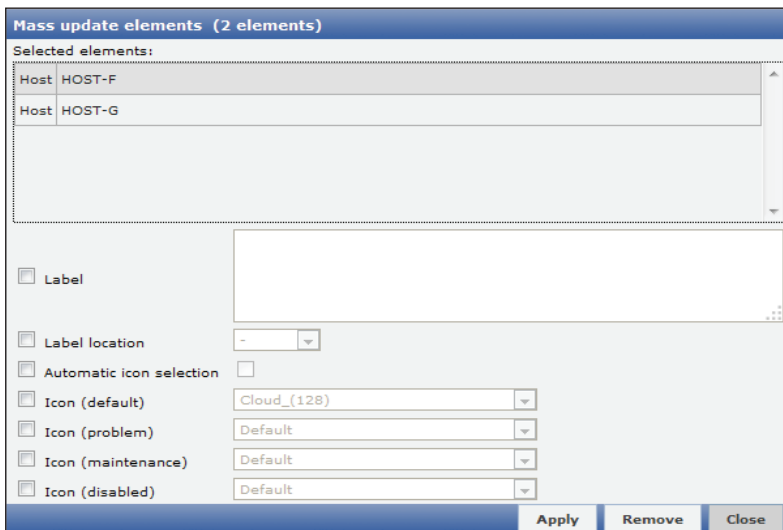 Mass update elements (2 elements)
Selected elements:
Host HOST-F
Host HOST-G
Label
Label location -
Automatic icon selection
Icon (default) Cloud_(128)
Icon (problem) Default
Icon (maintenance) Default
Icon (disabled) Default
Apply Remove Close